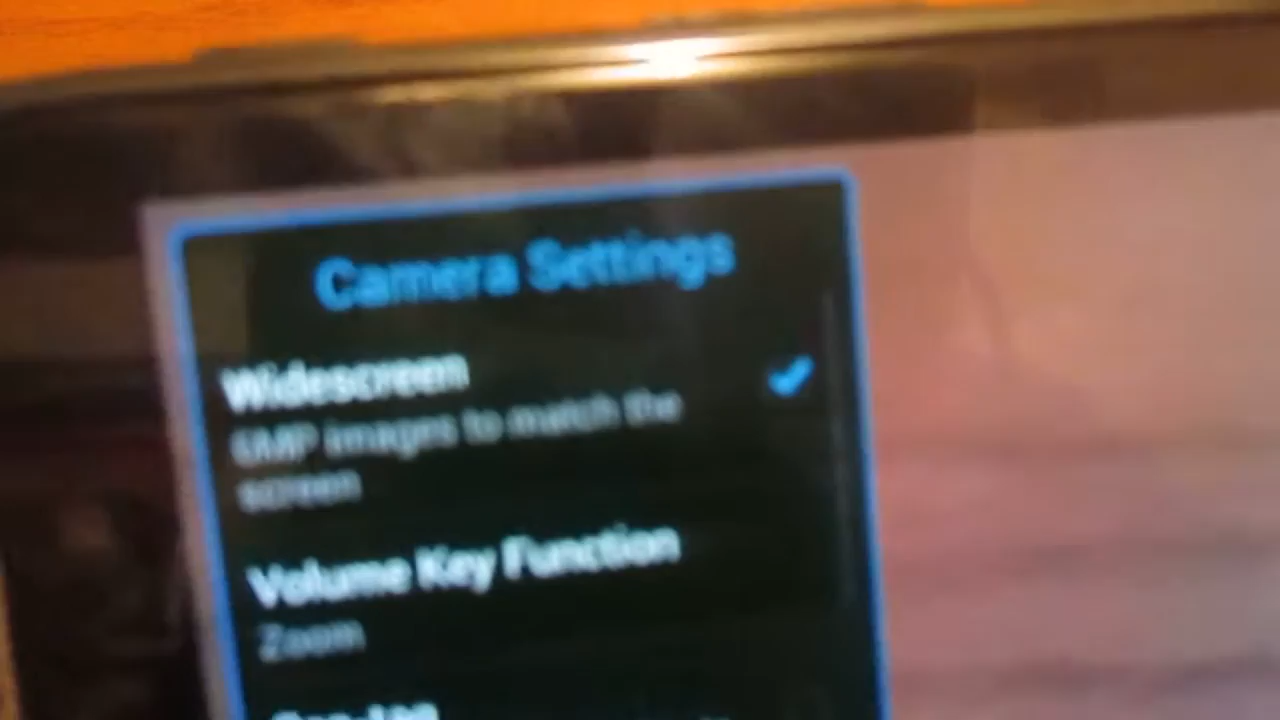 Camera Settings
Widescreen
6MP images to match the
screen
Volume Key Function
Zoom